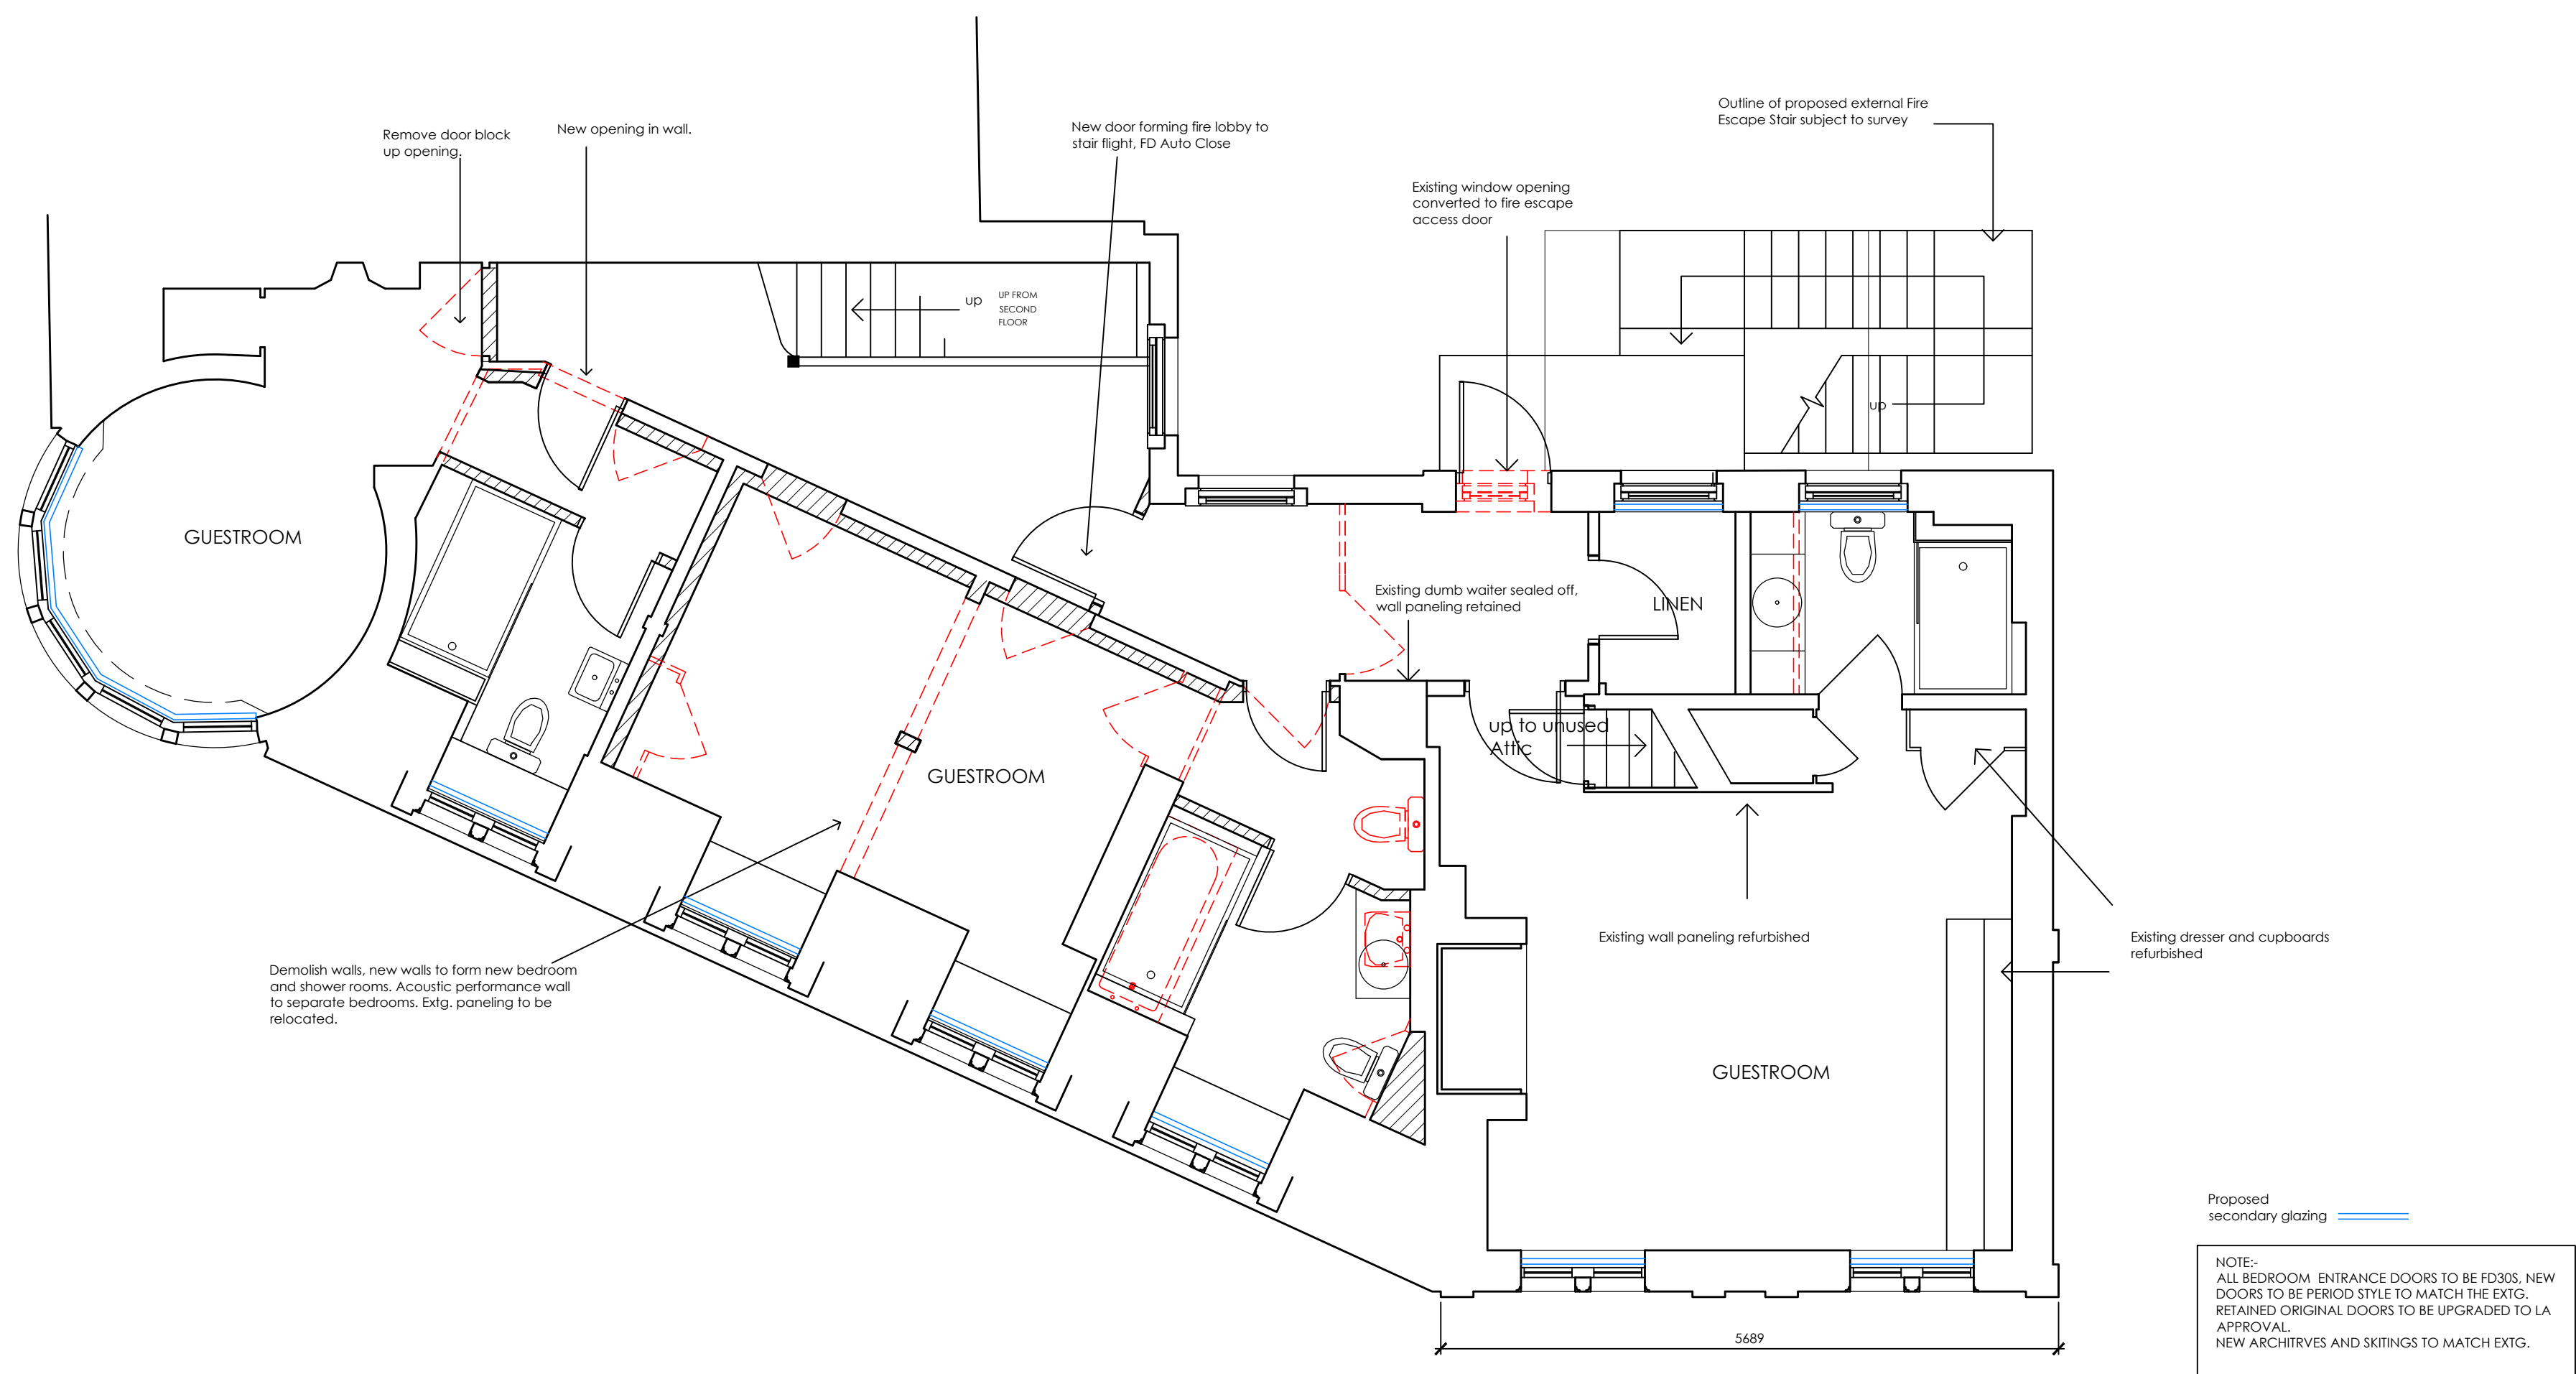 Outline of proposed external Fire
Escape Stair subject to survey
Remove door block
up opening.
New opening in wall.
New door forming fire lobby to
stair flight, FD Auto Close
Existing window opening
converted to fire escape
access door
up
UP FROM
SECOND
FLOOR
up
GUESTROOM
Existing dumb waiter sealed off,
wall paneling retained
LINEN
up to unused
Attic
GUESTROOM
Existing wall paneling refurbished
Existing dresser and cupboards
refurbished
Demolish walls, new walls to form new bedroom
and shower rooms. Acoustic performance wall
to separate bedrooms. Extg. paneling to be
relocated.
GUESTROOM
Proposed
secondary glazing
NOTE:-
ALL BEDROOM ENTRANCE DOORS TO BE FD30S, NEW
DOORS TO BE PERIOD STYLE TO MATCH THE EXTG.
RETAINED ORIGINAL DOORS TO BE UPGRADED TO LA
APPROVAL.
NEW ARCHITRVES AND SKITINGS TO MATCH EXTG.
5689